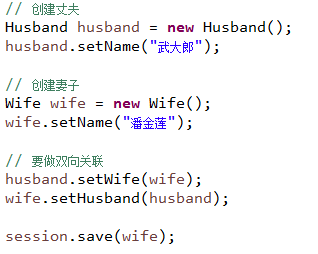 // 创建丈夫
Husband husband = new Husband();
husband.setName("武大郎");
// 创建妻子
Wife wife = new Wife();
wife.setName("潘金莲");
// 要做双向关联
husband.setWife(wife);
wife.setHusband(husband);
session.save(wife);